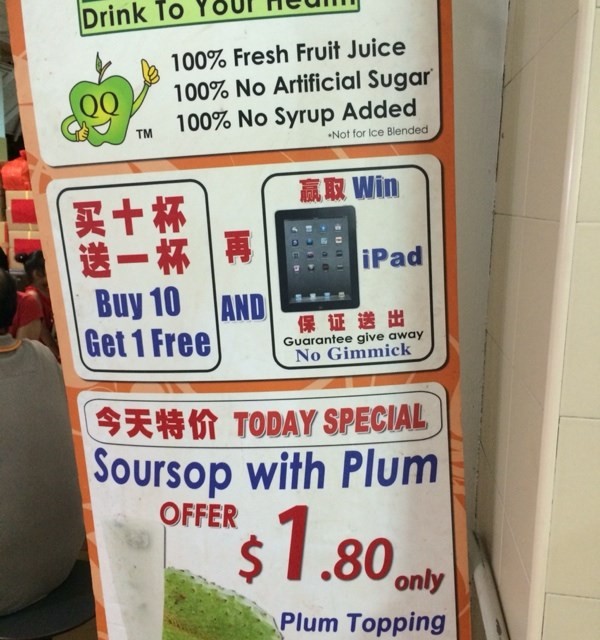 Drink To Your Health
100% Fresh Fruit Juice
100% No Artificial Sugar
100% No Syrup Added
*Not for Ice Blended
QQ
TM
买十杯
送一杯
Buy 10
Get 1 Free
再
AND
赢取 Win
iPad
保证送出
Guarantee give away
No Gimmick
今天特价 TODAY SPECIAL
Soursop with Plum
OFFER
$1.80 only
Plum Topping